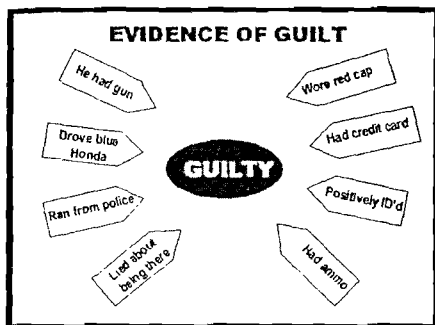 EVIDENCE OF GUILT
He had gun
Drove blue
Honda
Ran from police
Lied about
being there
GUILTY
Wore red cap
Had credit card
Positively ID'd
Had ammo